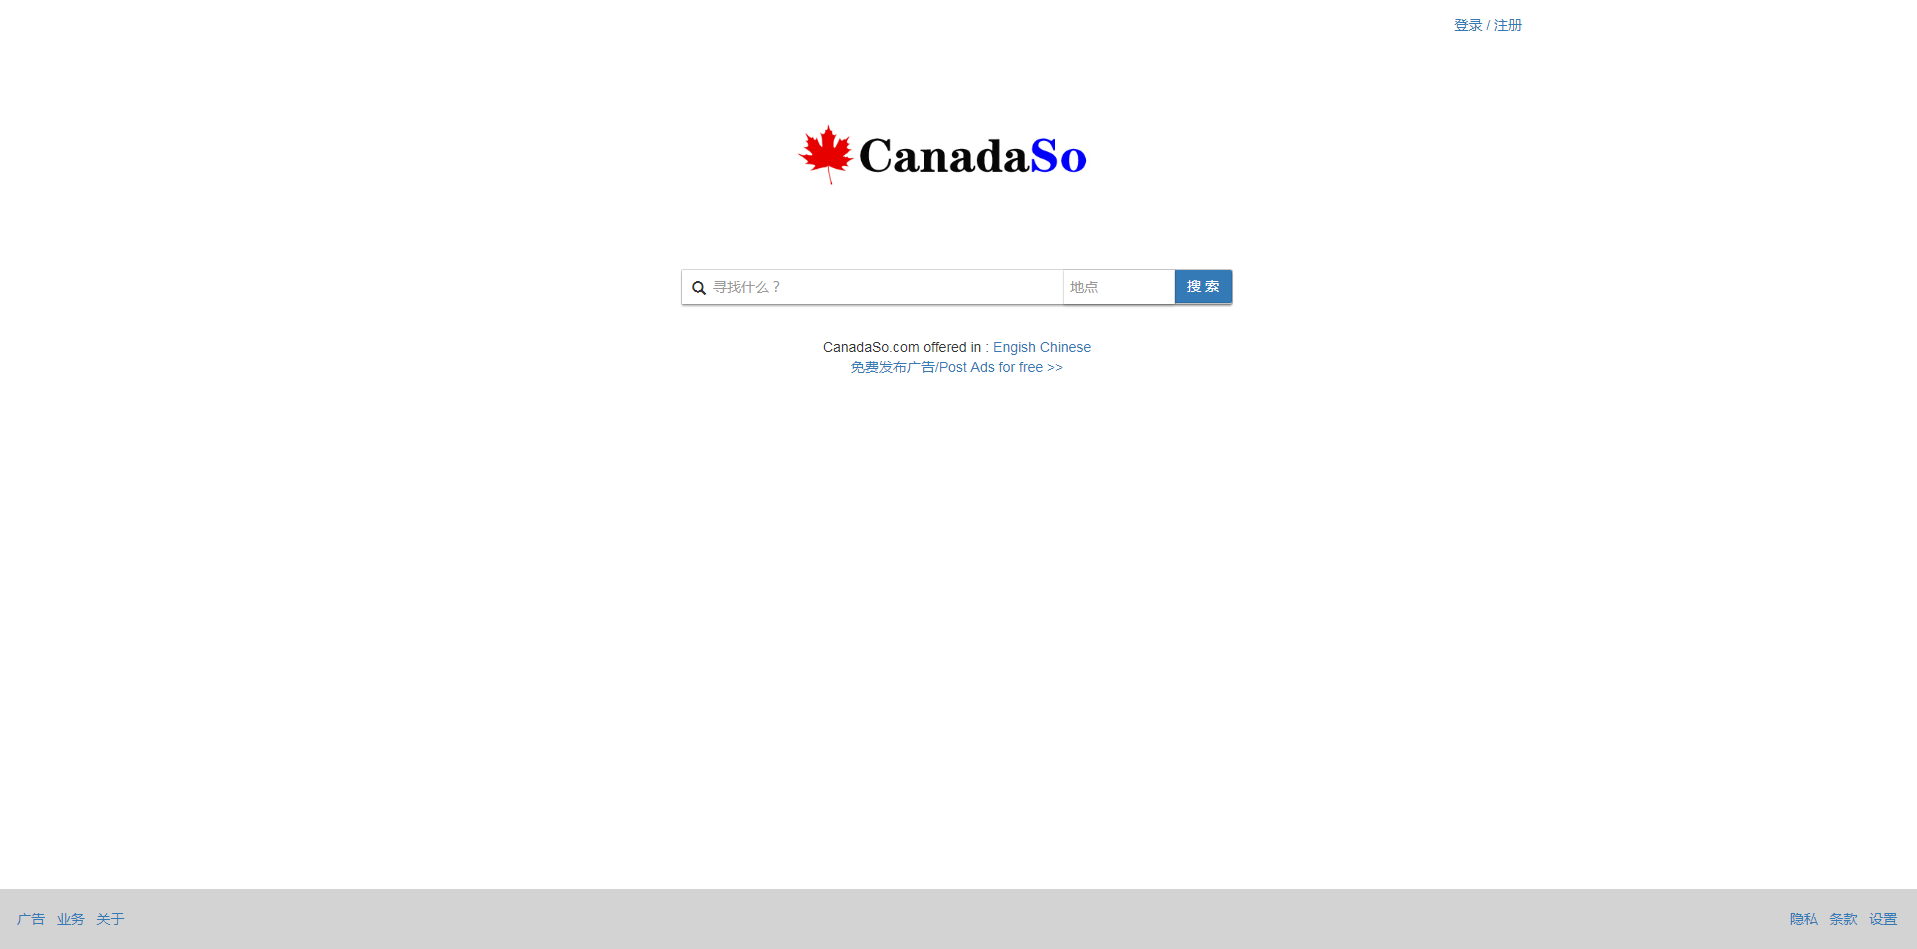 登录 / 注册
CanadaSo
寻找什么？ 地点 搜 索
CanadaSo.com offered in : Engish Chinese
免费发布广告/Post Ads for free >>
广告 业务 关于 隐私 条款 设置